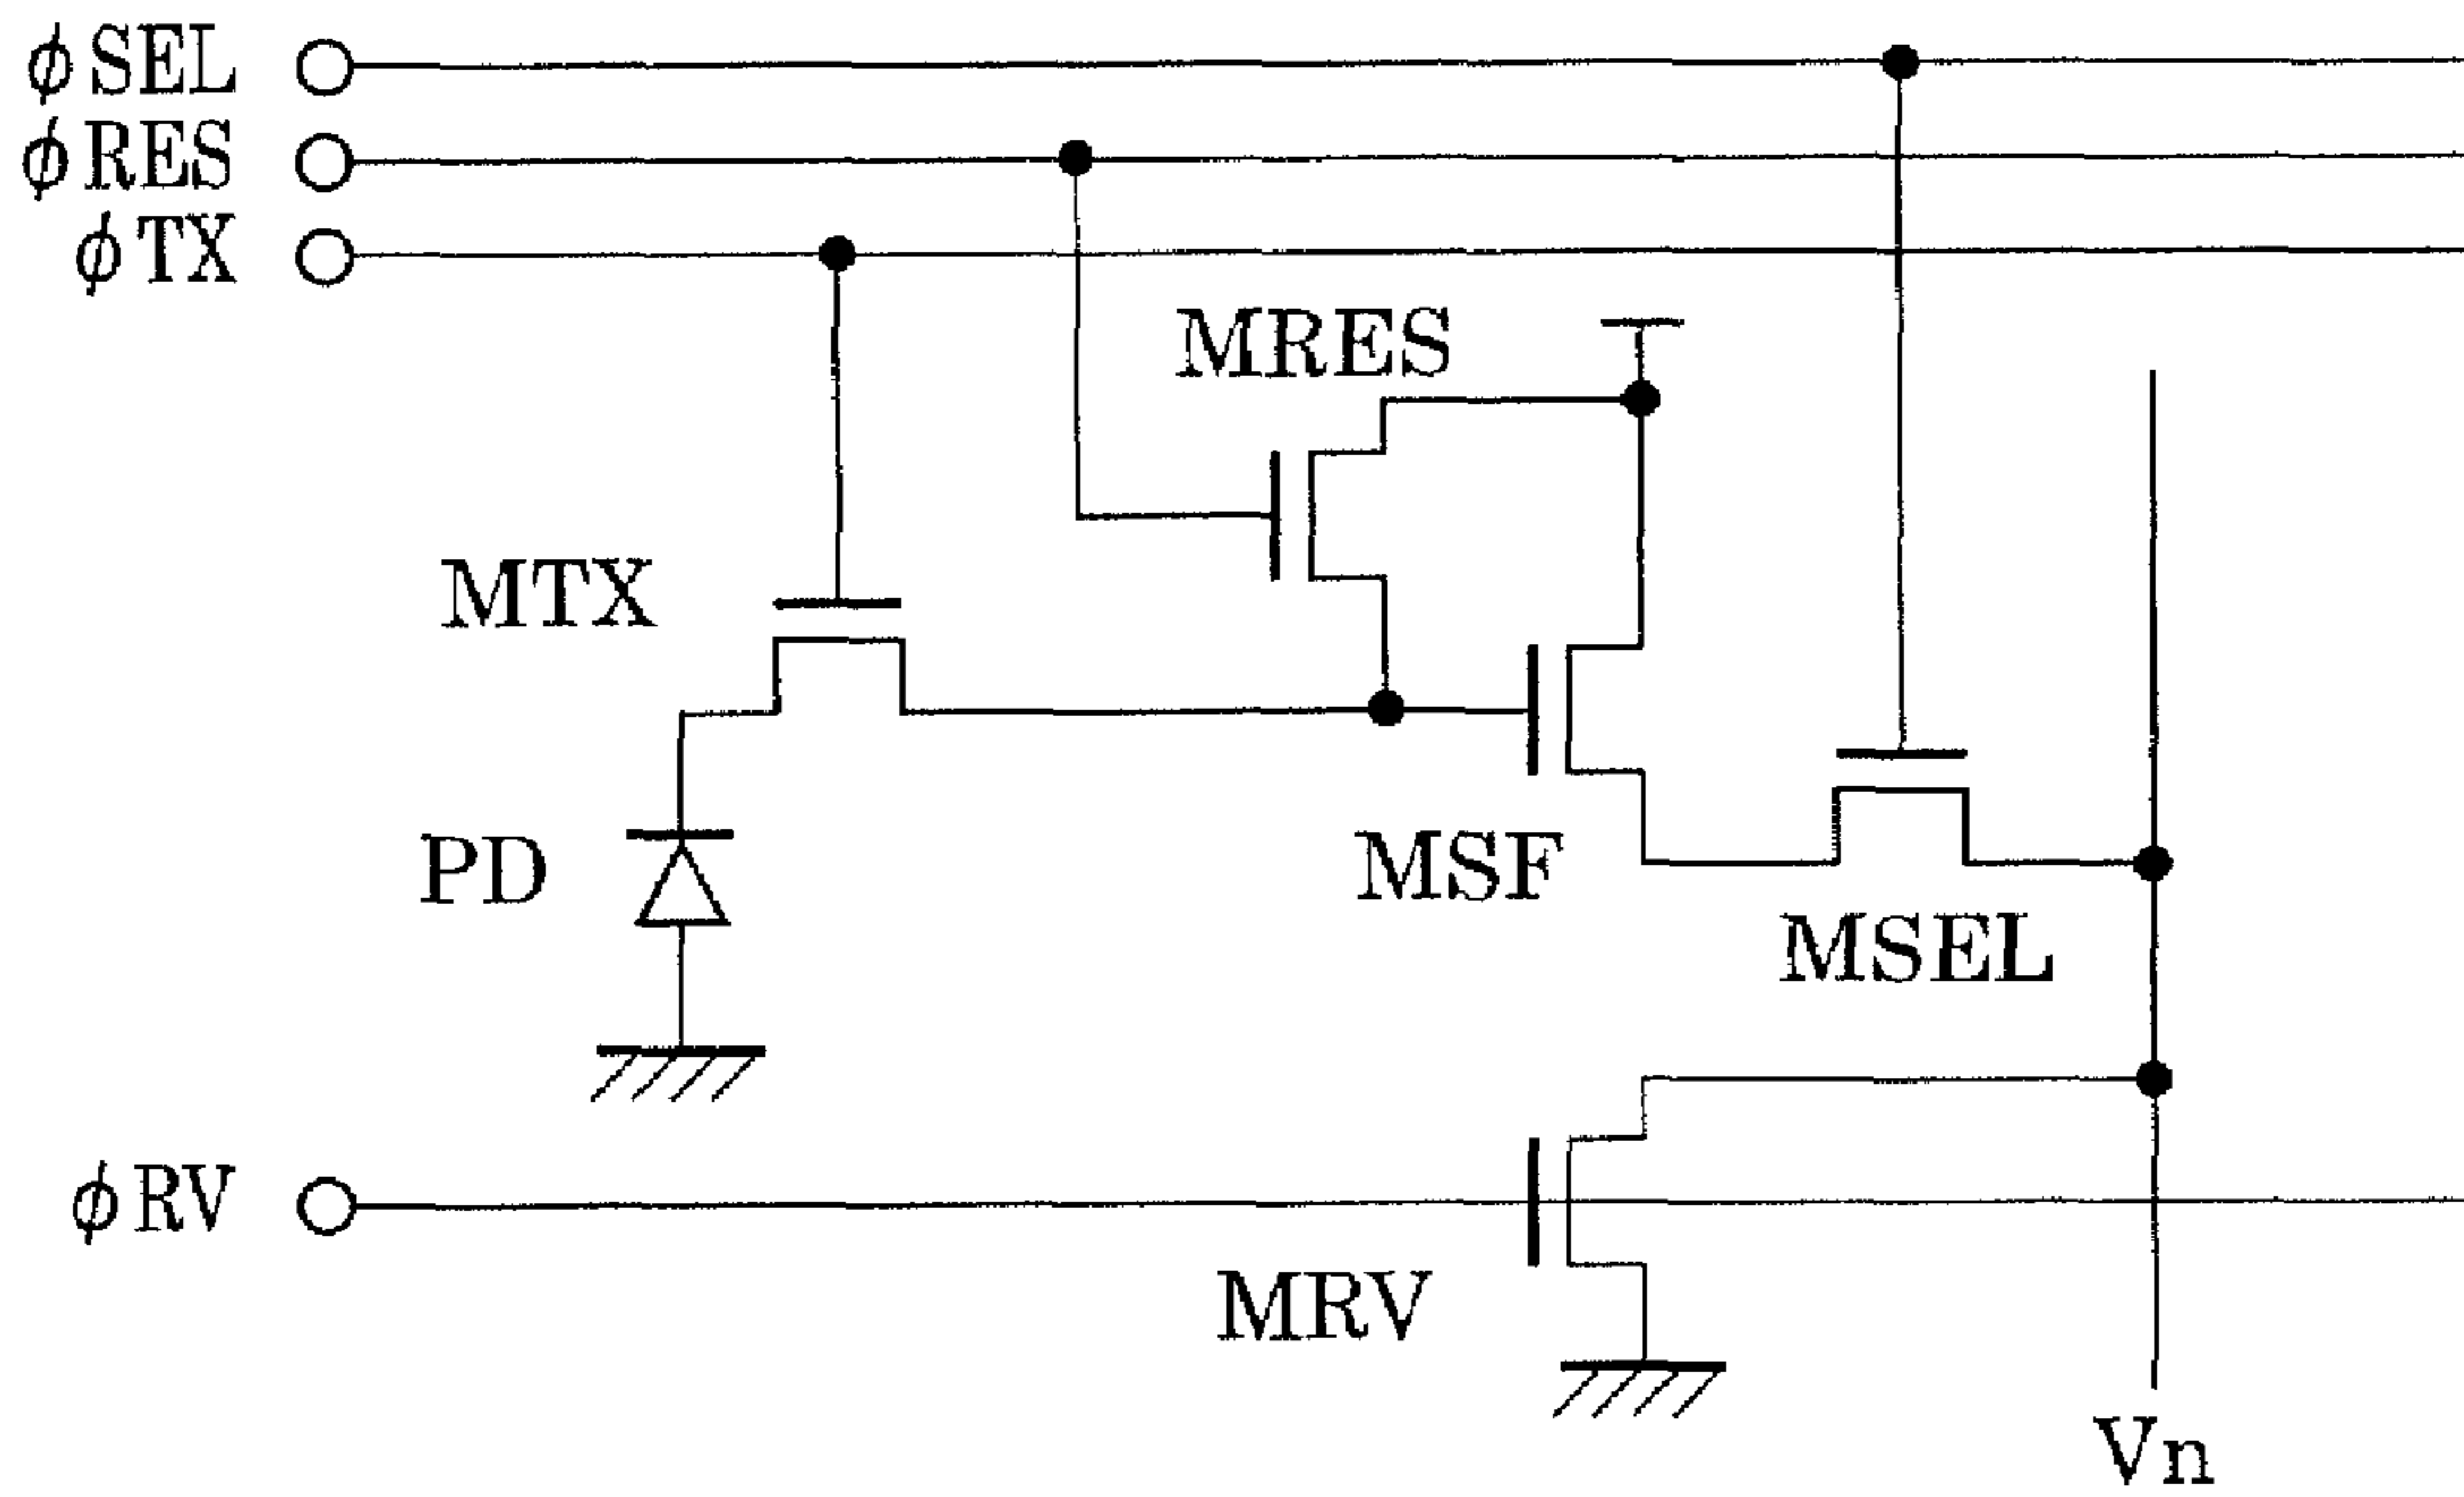 ϕSEL
ϕRES
ϕTX
MRES
MTX
PD
MSF
MSEL
ϕRV
MRV
Vn